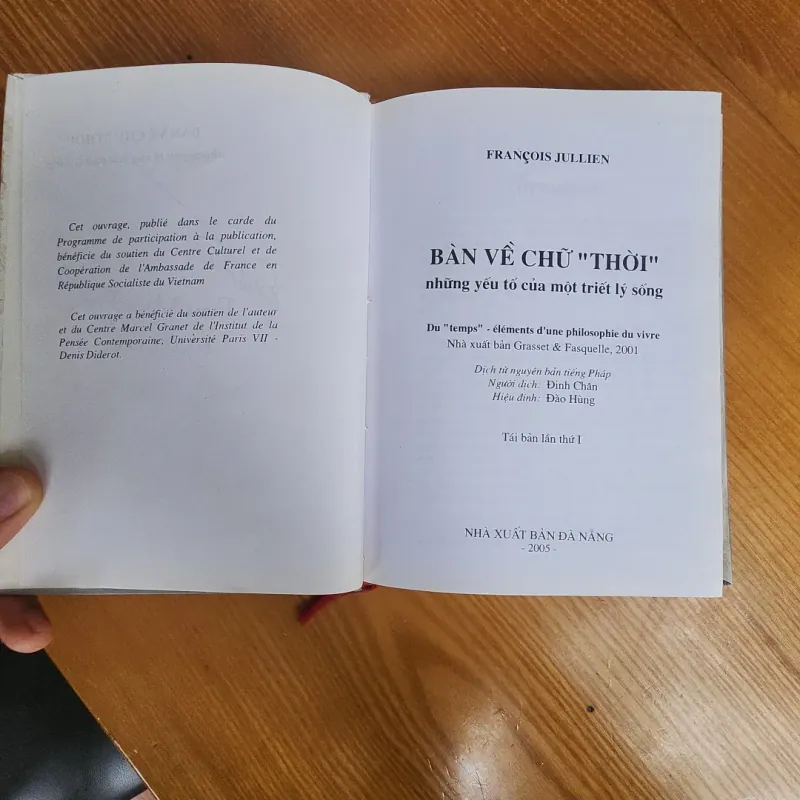 Cet ouvrage, publié dans le carde du
Programme de participation à la publication,
bénéficie du soutien du Centre Culturel et de
Coopération de l'Ambassade de France en
République Socialiste du Vietnam
Cet ouvrage a bénéficié du soutien de l'auteur
et du Centre Marcel Granet de l'Institut de la
Pensée Contemporaine, Université Paris VII -
Denis Diderot.
FRANÇOIS JULLIEN
BÀN VỀ CHỮ "THỜI"
những yếu tố của một triết lý sống
Du "temps" - éléments d'une philosophie du vivre
Nhà xuất bản Grasset & Fasquelle, 2001
Dịch từ nguyên bản tiếng Pháp
Người dịch: Đinh Chân
Hiệu đính: Đào Hùng
Tái bản lần thứ I
NHÀ XUẤT BẢN ĐÀ NẴNG
- 2005 -